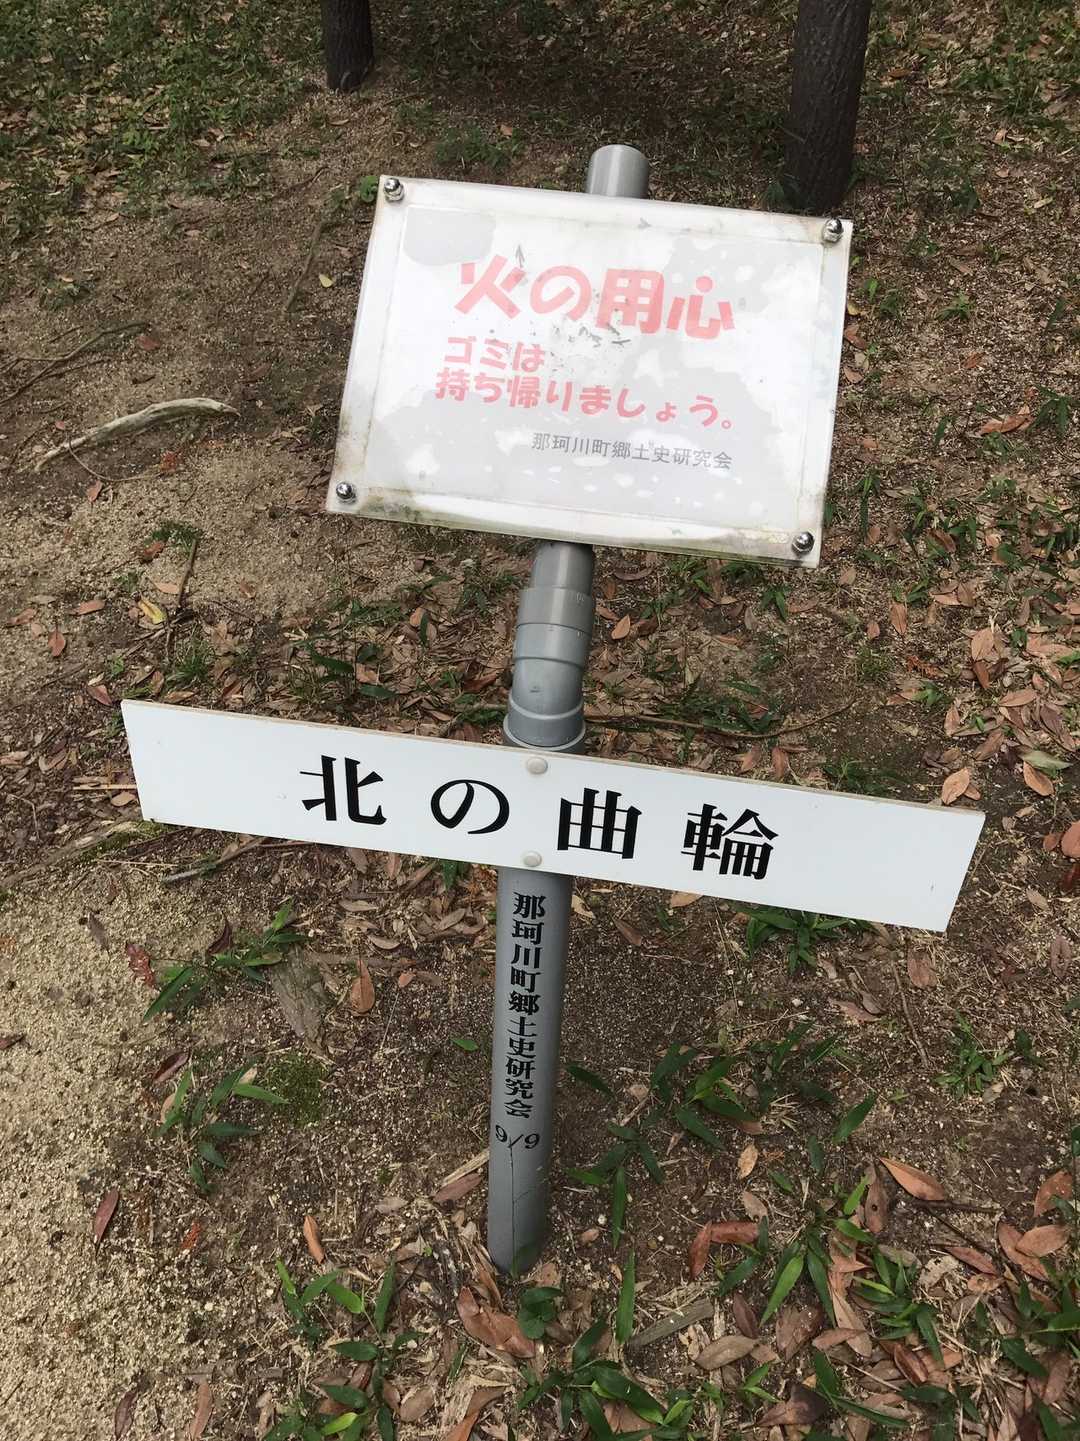 火の用心
ゴミは
持ち帰りましょう。
那珂川町郷土史研究会
北の曲輪
那珂川町郷土史研究会
9/9